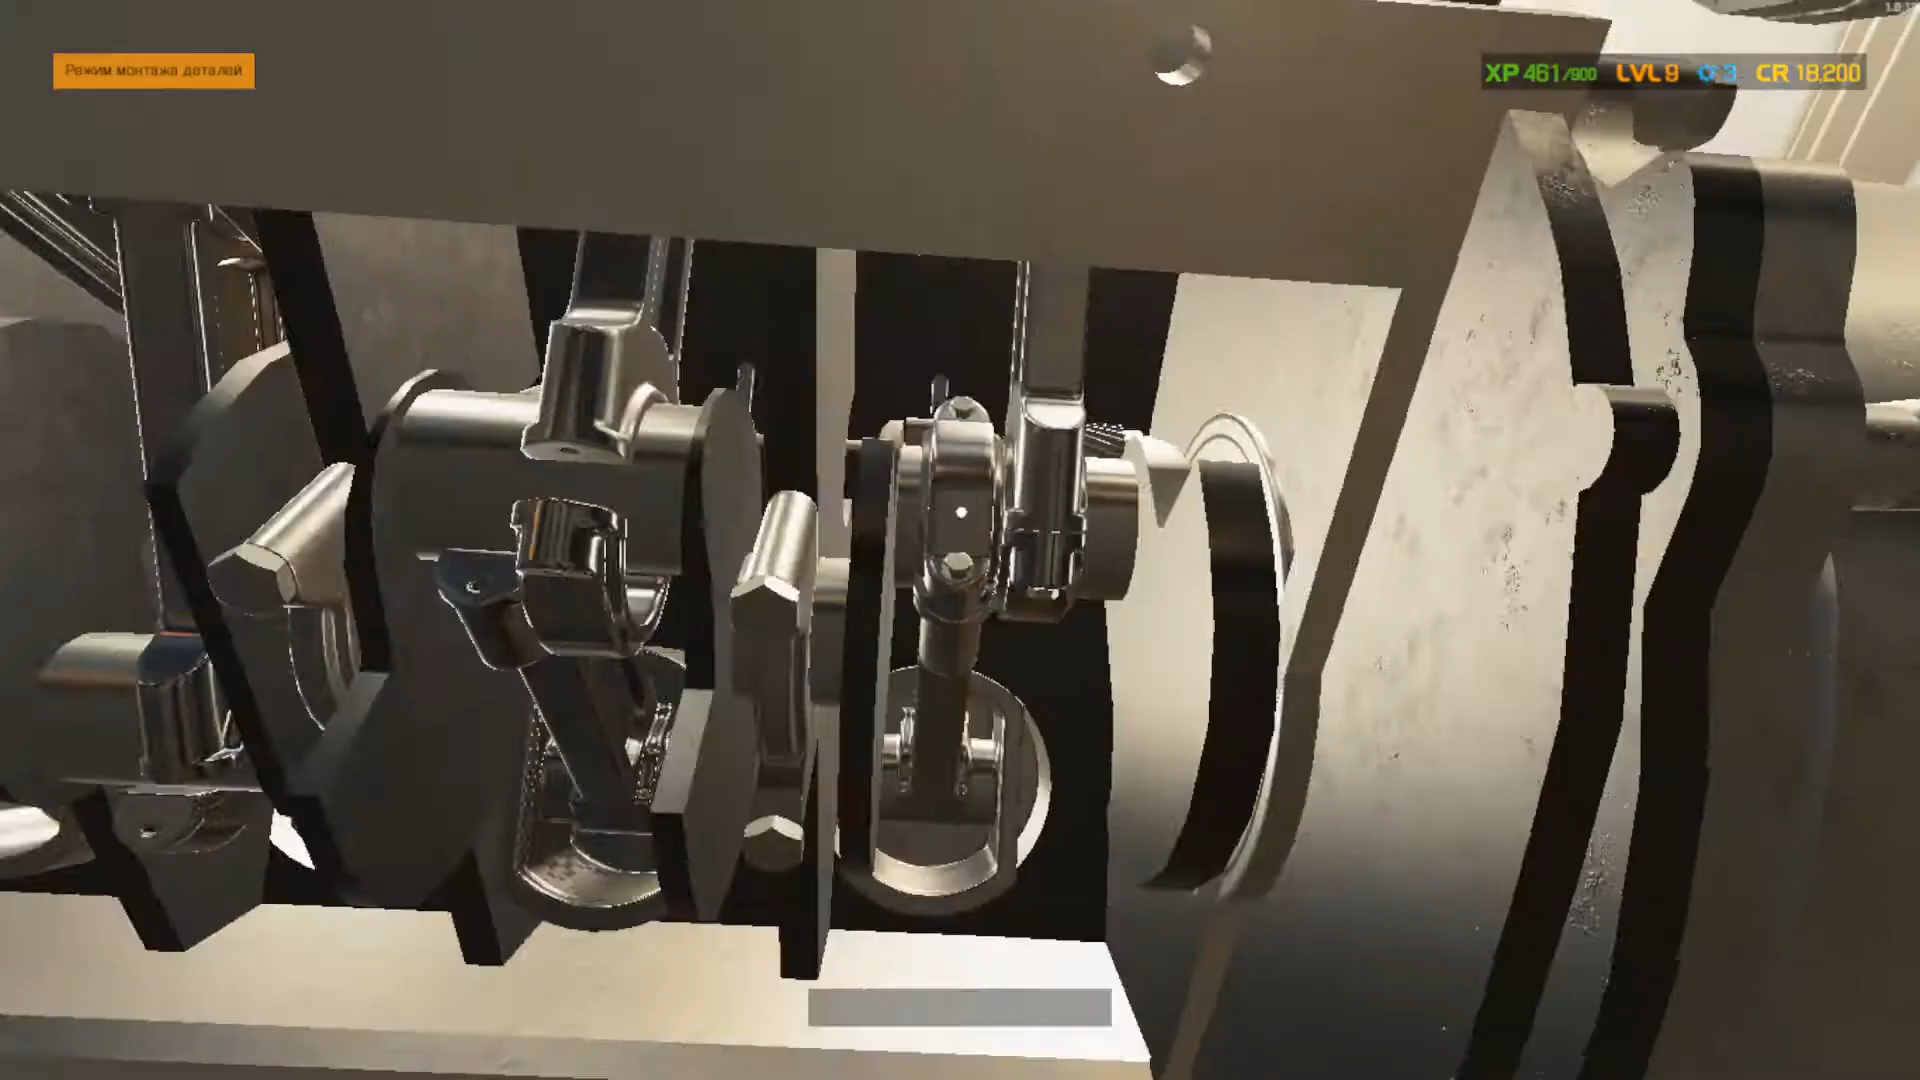 Режим монтажа деталей
XP 461/900 LVL 9 3 CR 18,200